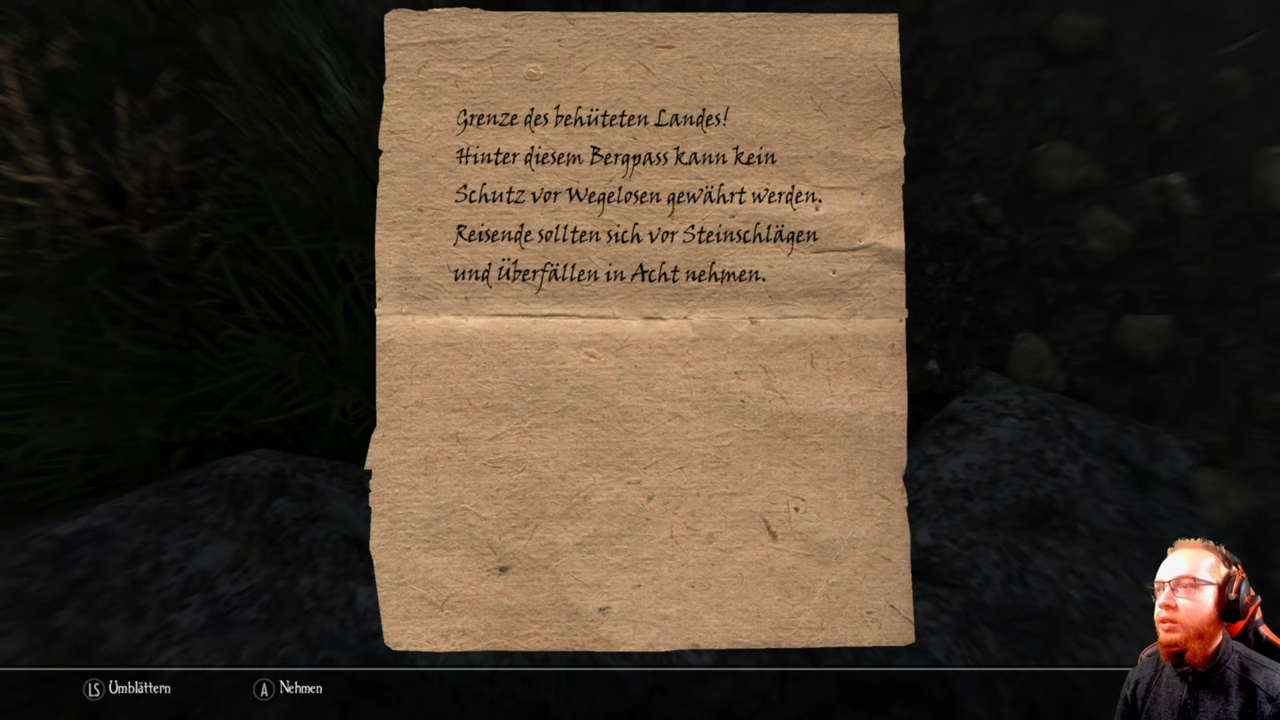 Grenze des behüteten Landes!
Hinter diesem Bergpass kann kein
Schutz vor Wegelosen gewährt werden.
Reisende sollten sich vor Steinschlägen
und Überfällen in Acht nehmen.
LS Umblättern
A Nehmen